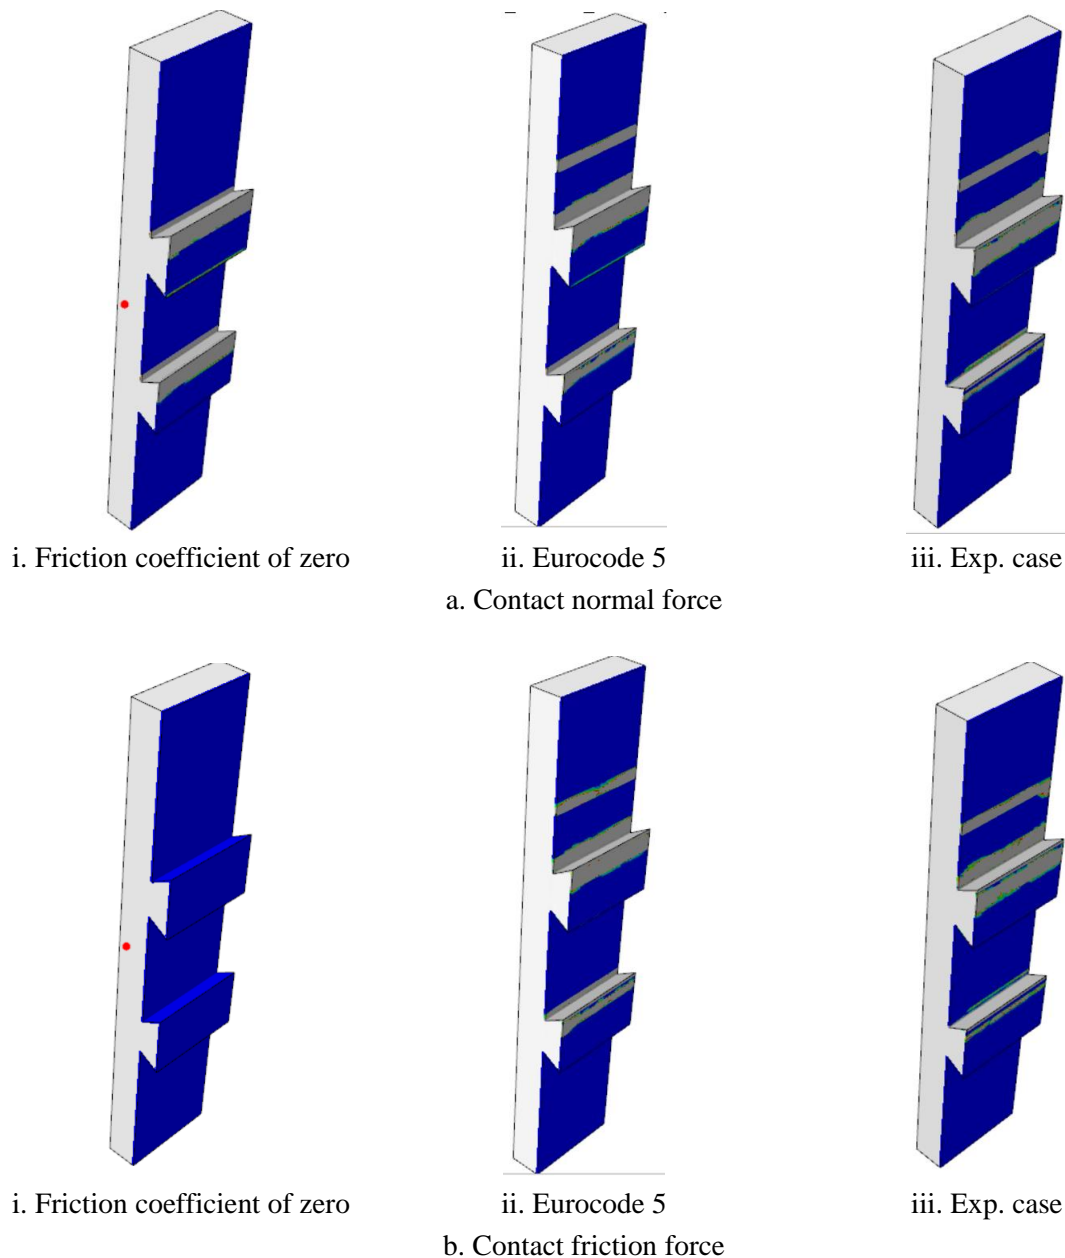 i. Friction coefficient of zero
ii. Eurocode 5
iii. Exp. case
a. Contact normal force
i. Friction coefficient of zero
ii. Eurocode 5
iii. Exp. case
b. Contact friction force